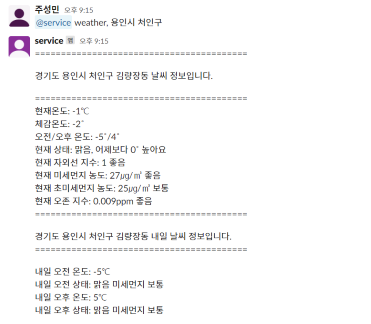 주성민 오후 9:15
@service weather, 용인시 처인구
service 앱 오후 9:15
========================================
경기도 용인시 처인구 김량장동 날씨 정보입니다.
========================================
현재온도: -1℃
체감온도: -2˚
오전/오후 온도: -5˚/4˚
현재 상태: 맑음, 어제보다 0˚ 높아요
현재 자외선 지수: 1 좋음
현재 미세먼지 농도: 27㎍/㎥ 좋음
현재 초미세먼지 농도: 25㎍/㎥ 보통
현재 오존 지수: 0.009ppm 좋음
========================================
경기도 용인시 처인구 김량장동 내일 날씨 정보입니다.
========================================
내일 오전 온도: -5℃
내일 오전 상태: 맑음 미세먼지 보통
내일 오후 온도: 5℃
내일 오후 상태: 맑음 미세먼지 보통